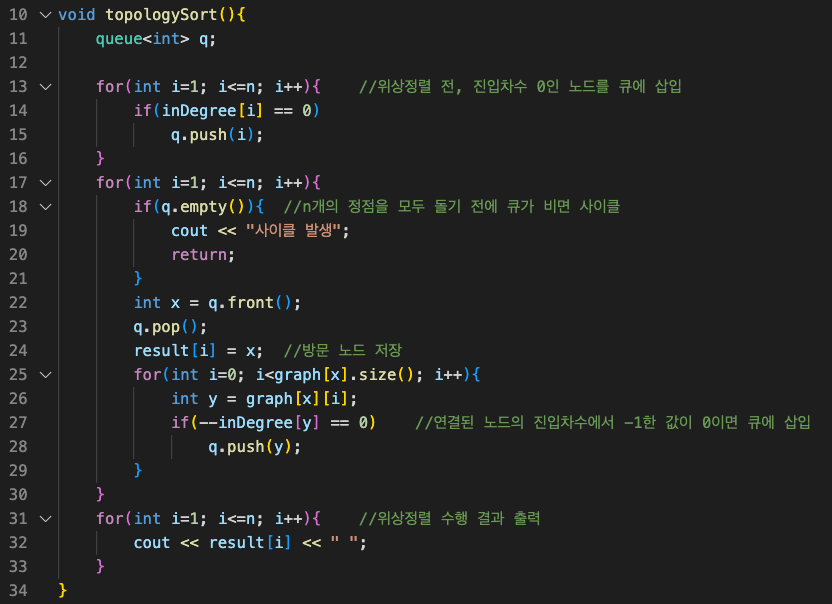 10 void topologySort(){
11     queue<int> q;
12
13     for(int i=1; i<=n; i++){    //위상정렬 전, 진입차수 0인 노드를 큐에 삽입
14         if(inDegree[i] == 0)
15             q.push(i);
16     }
17     for(int i=1; i<=n; i++){
18         if(q.empty()){  //n개의 정점을 모두 돌기 전에 큐가 비면 사이클
19             cout << "사이클 발생";
20             return;
21         }
22         int x = q.front();
23         q.pop();
24         result[i] = x;  //방문 노드 저장
25         for(int i=0; i<graph[x].size(); i++){
26             int y = graph[x][i];
27             if(--inDegree[y] == 0)    //연결된 노드의 진입차수에서 -1한 값이 0이면 큐에 삽입
28                 q.push(y);
29         }
30     }
31     for(int i=1; i<=n; i++){    //위상정렬 수행 결과 출력
32         cout << result[i] << " ";
33     }
34 }